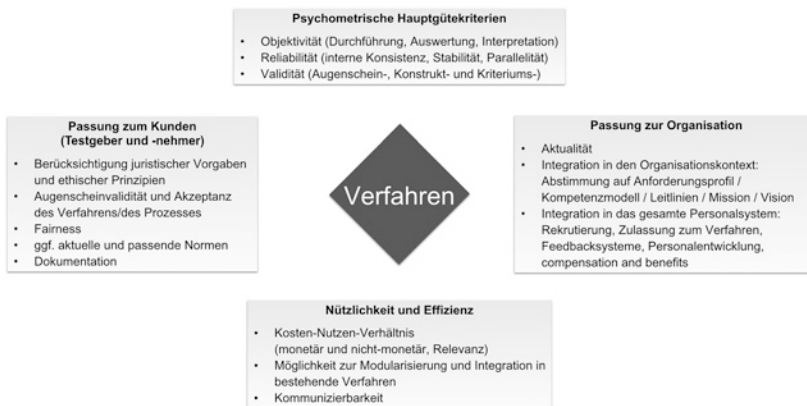 Psychometrische Hauptgütekriterien
• Objektivität (Durchführung, Auswertung, Interpretation)
• Reliabilität (interne Konsistenz, Stabilität, Parallelität)
• Validität (Augenschein-, Konstrukt- und Kriteriums-)
Passung zum Kunden
(Testgeber und -nehmer)
• Berücksichtigung juristischer Vorgaben
und ethischer Prinzipien
• Augenscheinvalidität und Akzeptanz
des Verfahrens/des Prozesses
• Fairness
• ggf. aktuelle und passende Normen
• Dokumentation
Verfahren
Passung zur Organisation
• Aktualität
• Integration in den Organisationskontext:
Abstimmung auf Anforderungsprofil /
Kompetenzmodell / Leitlinien / Mission / Vision
• Integration in das gesamte Personalsystem:
Rekrutierung, Zulassung zum Verfahren,
Feedbacksysteme, Personalentwicklung,
compensation and benefits
Nützlichkeit und Effizienz
• Kosten-Nutzen-Verhältnis
(monetär und nicht-monetär, Relevanz)
• Möglichkeit zur Modularisierung und Integration in
bestehende Verfahren
• Kommunizierbarkeit